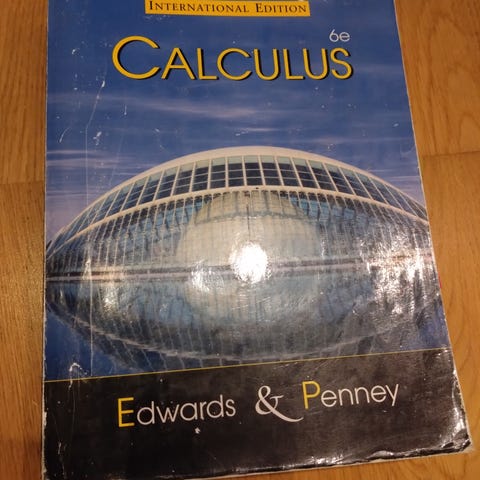 INTERNATIONAL EDITION
6e
CALCULUS
Edwards & Penney